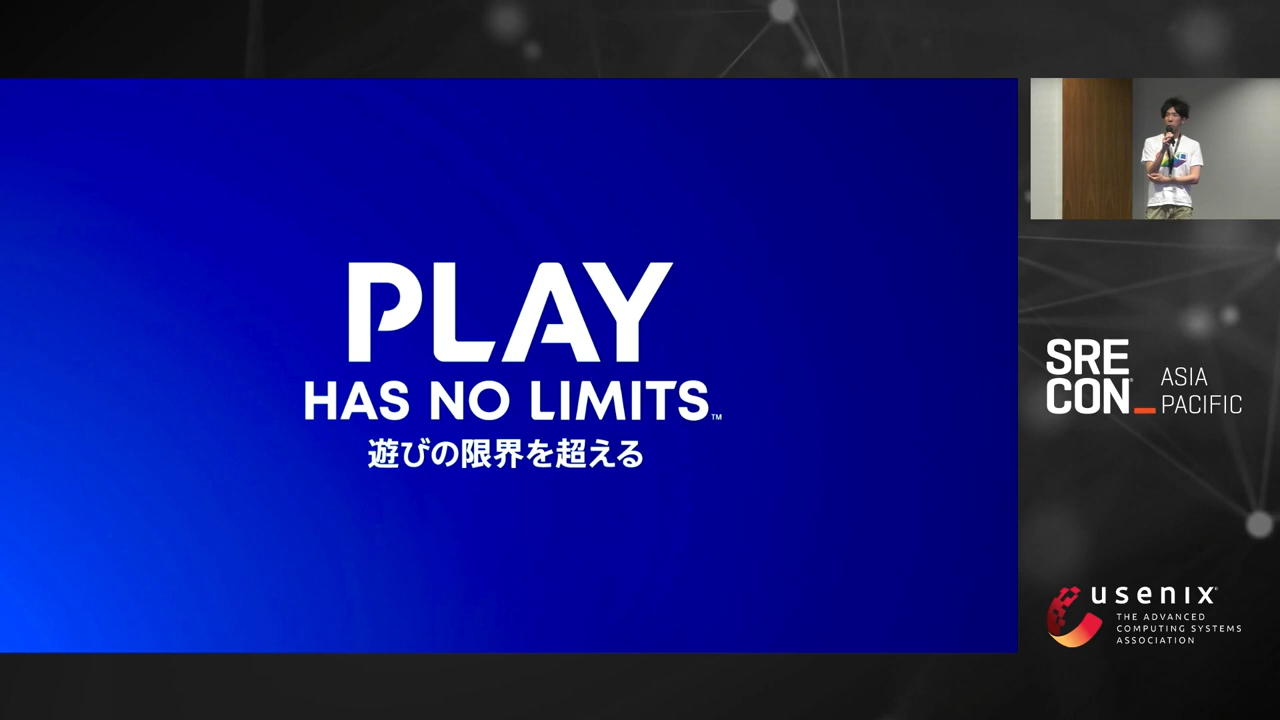 PLAY
HAS NO LIMITS™
遊びの限界を超える
SRE
CON
ASIA
PACIFIC
usenix
THE ADVANCED
COMPUTING SYSTEMS
ASSOCIATION